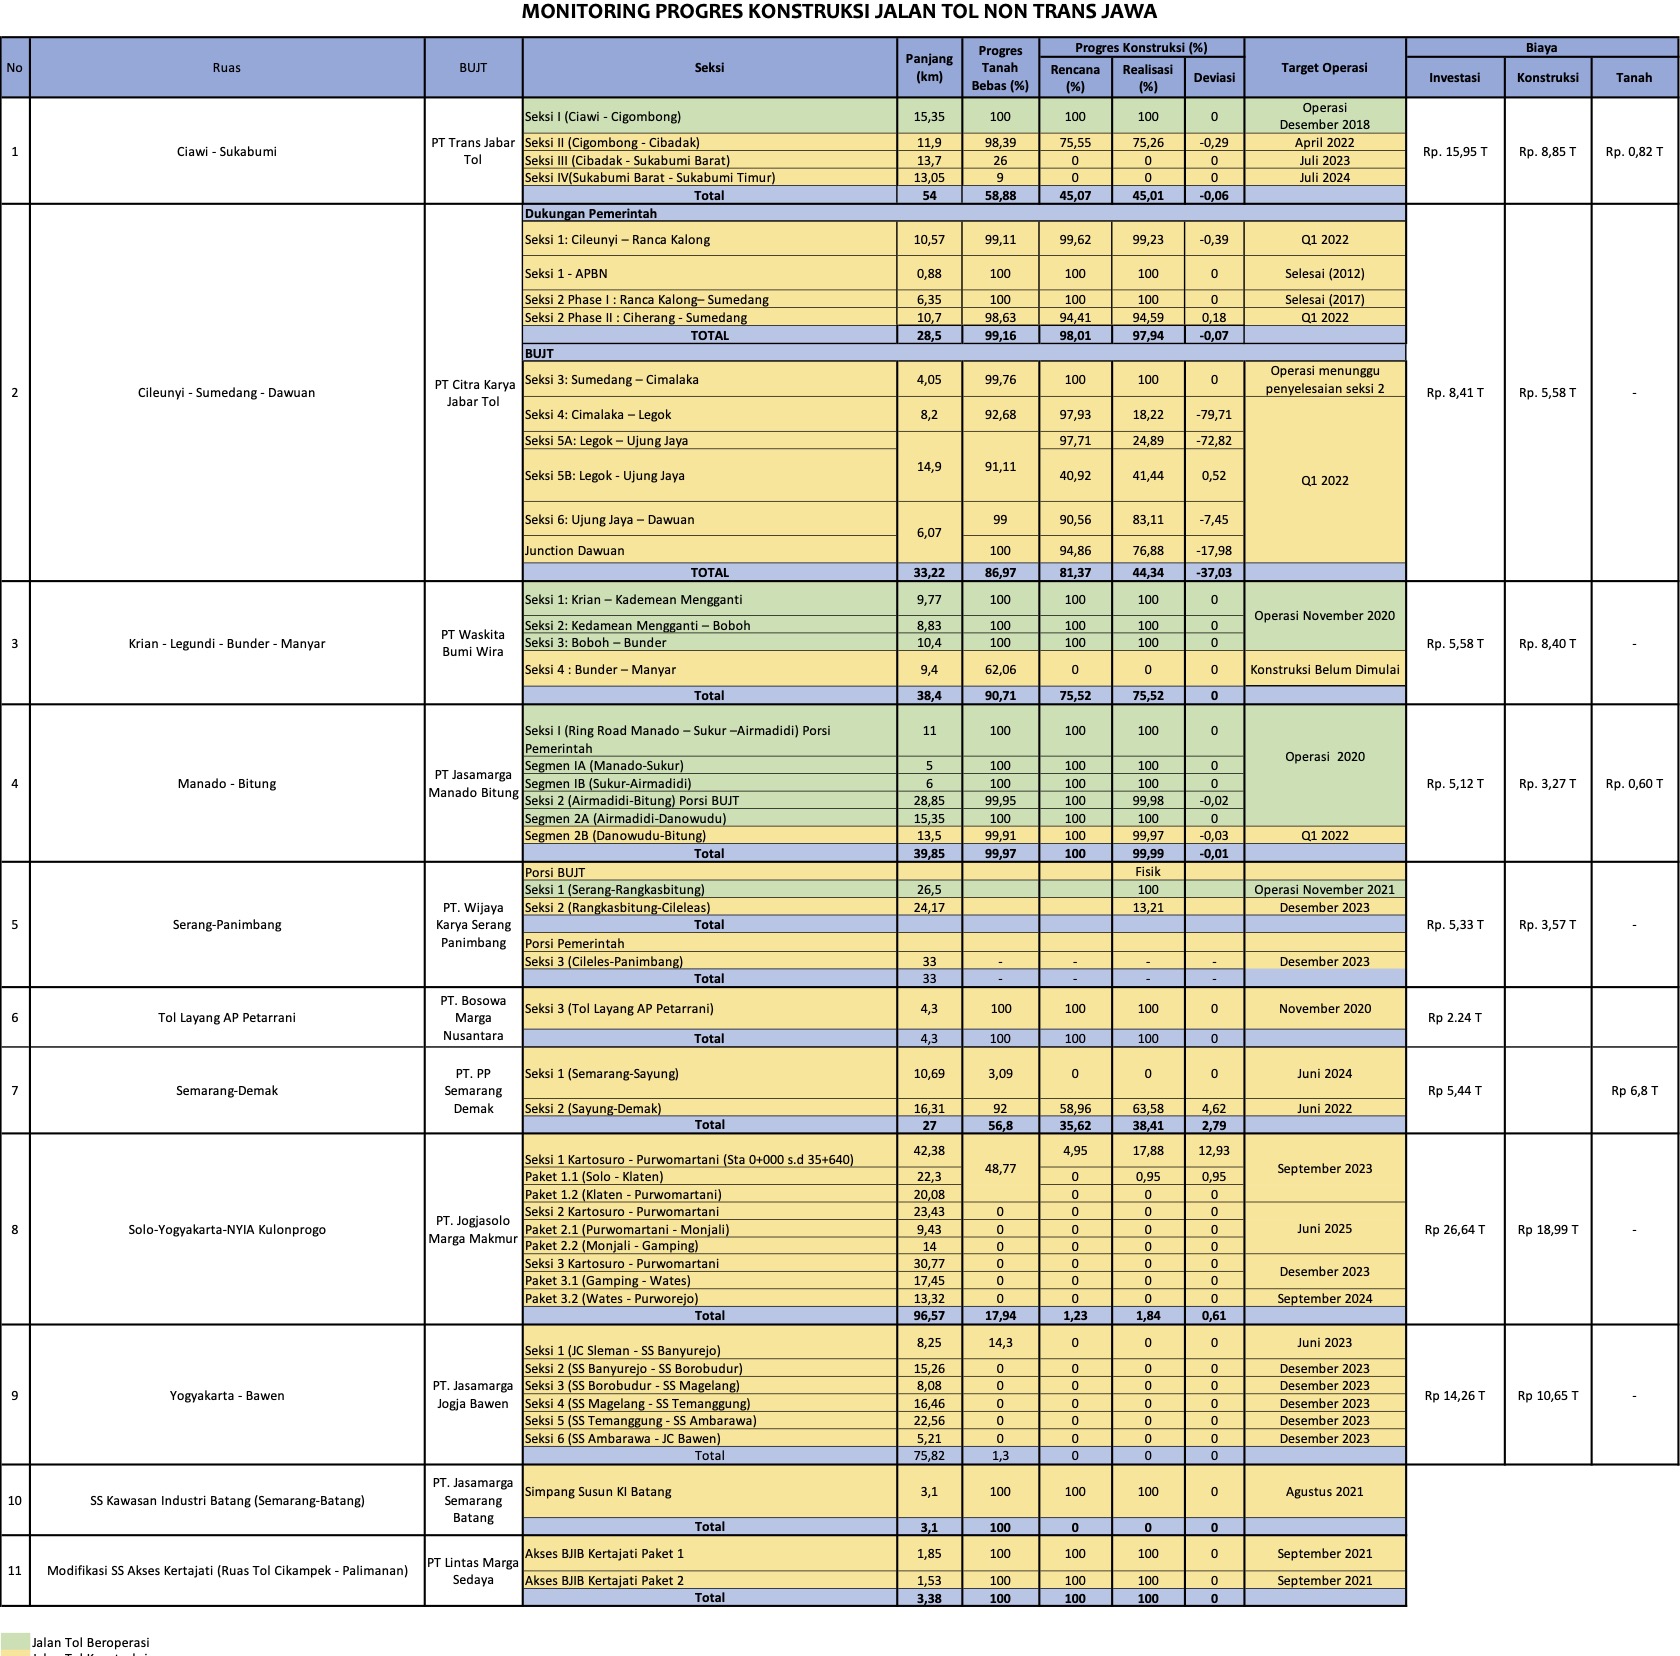 MONITORING PROGRES KONSTRUKSI JALAN TOL NON TRANS JAWA
No Ruas BUJT Seksi Panjang (km) Progres Tanah Bebas (%) Progres Konstruksi (%) Rencana (%) Realisasi (%) Deviasi Target Operasi Biaya Investasi Konstruksi Tanah
1 Ciawi - Sukabumi PT Trans Jabar Tol Rp. 15,95 T Rp. 8,85 T Rp. 0,82 T
Seksi I (Ciawi - Cigombong) 15,35 100 100 100 0 Operasi Desember 2018
Seksi II (Cigombong - Cibadak) 11,9 98,39 75,55 75,26 -0,29 April 2022
Seksi III (Cibadak - Sukabumi Barat) 13,7 26 0 0 0 Juli 2023
Seksi IV(Sukabumi Barat - Sukabumi Timur) 13,05 9 0 0 0 Juli 2024
Total 54 58,88 45,07 45,01 -0,06
2 Cileunyi - Sumedang - Dawuan PT Citra Karya Jabar Tol Rp. 8,41 T Rp. 5,58 T -
Dukungan Pemerintah
Seksi 1: Cileunyi – Ranca Kalong 10,57 99,11 99,62 99,23 -0,39 Q1 2022
Seksi 1 - APBN 0,88 100 100 100 0 Selesai (2012)
Seksi 2 Phase I : Ranca Kalong– Sumedang 6,35 100 100 100 0 Selesai (2017)
Seksi 2 Phase II : Ciherang - Sumedang 10,7 98,63 94,41 94,59 0,18 Q1 2022
TOTAL 28,5 99,16 98,01 97,94 -0,07
BUJT
Seksi 3: Sumedang – Cimalaka 4,05 99,76 100 100 0 Operasi menunggu penyelesaian seksi 2
Seksi 4: Cimalaka – Legok 8,2 92,68 97,93 18,22 -79,71
Seksi 5A: Legok – Ujung Jaya 14,9 91,11 97,71 24,89 -72,82 Q1 2022
Seksi 5B: Legok - Ujung Jaya 40,92 41,44 0,52
Seksi 6: Ujung Jaya – Dawuan 6,07 99 90,56 83,11 -7,45
Junction Dawuan 100 94,86 76,88 -17,98
TOTAL 33,22 86,97 81,37 44,34 -37,03
3 Krian - Legundi - Bunder - Manyar PT Waskita Bumi Wira Rp. 5,58 T Rp. 8,40 T -
Seksi 1: Krian – Kademean Mengganti 9,77 100 100 100 0 Operasi November 2020
Seksi 2: Kedamean Mengganti – Boboh 8,83 100 100 100 0
Seksi 3: Boboh – Bunder 10,4 100 100 100 0
Seksi 4 : Bunder – Manyar 9,4 62,06 0 0 0 Konstruksi Belum Dimulai
Total 38,4 90,71 75,52 75,52 0
4 Manado - Bitung PT Jasamarga Manado Bitung Rp. 5,12 T Rp. 3,27 T Rp. 0,60 T
Seksi I (Ring Road Manado – Sukur –Airmadidi) Porsi Pemerintah 11 100 100 100 0 Operasi 2020
Segmen IA (Manado-Sukur) 5 100 100 100 0
Segmen IB (Sukur-Airmadidi) 6 100 100 100 0
Seksi 2 (Airmadidi-Bitung) Porsi BUJT 28,85 99,95 100 99,98 -0,02
Segmen 2A (Airmadidi-Danowudu) 15,35 100 100 100 0
Segmen 2B (Danowudu-Bitung) 13,5 99,91 100 99,97 -0,03 Q1 2022
Total 39,85 99,97 100 99,99 -0,01
5 Serang-Panimbang PT. Wijaya Karya Serang Panimbang Rp. 5,33 T Rp. 3,57 T -
Porsi BUJT Fisik
Seksi 1 (Serang-Rangkasbitung) 26,5 100 Operasi November 2021
Seksi 2 (Rangkasbitung-Cileleas) 24,17 13,21 Desember 2023
Total
Porsi Pemerintah
Seksi 3 (Cileles-Panimbang) 33 - - - - Desember 2023
Total 33 - - - -
6 Tol Layang AP Petarrani PT. Bosowa Marga Nusantara Rp 2.24 T
Seksi 3 (Tol Layang AP Petarrani) 4,3 100 100 100 0 November 2020
Total 4,3 100 100 100 0
7 Semarang-Demak PT. PP Semarang Demak Rp 5,44 T Rp 6,8 T
Seksi 1 (Semarang-Sayung) 10,69 3,09 0 0 0 Juni 2024
Seksi 2 (Sayung-Demak) 16,31 92 58,96 63,58 4,62 Juni 2022
Total 27 56,8 35,62 38,41 2,79
8 Solo-Yogyakarta-NYIA Kulonprogo PT. Jogjasolo Marga Makmur Rp 26,64 T Rp 18,99 T -
Seksi 1 Kartosuro - Purwomartani (Sta 0+000 s.d 35+640) 42,38 48,77 4,95 17,88 12,93 September 2023
Paket 1.1 (Solo - Klaten) 22,3 0 0,95 0,95
Paket 1.2 (Klaten - Purwomartani) 20,08 0 0 0
Seksi 2 Kartosuro - Purwomartani 23,43 0 0 0 0 Juni 2025
Paket 2.1 (Purwomartani - Monjali) 9,43 0 0 0 0
Paket 2.2 (Monjali - Gamping) 14 0 0 0 0
Seksi 3 Kartosuro - Purwomartani 30,77 0 0 0 0 Desember 2023
Paket 3.1 (Gamping - Wates) 17,45 0 0 0 0
Paket 3.2 (Wates - Purworejo) 13,32 0 0 0 0 September 2024
Total 96,57 17,94 1,23 1,84 0,61
9 Yogyakarta - Bawen PT. Jasamarga Jogja Bawen Rp 14,26 T Rp 10,65 T -
Seksi 1 (JC Sleman - SS Banyurejo) 8,25 14,3 0 0 0 Juni 2023
Seksi 2 (SS Banyurejo - SS Borobudur) 15,26 0 0 0 0 Desember 2023
Seksi 3 (SS Borobudur - SS Magelang) 8,08 0 0 0 0 Desember 2023
Seksi 4 (SS Magelang - SS Temanggung) 16,46 0 0 0 0 Desember 2023
Seksi 5 (SS Temanggung - SS Ambarawa) 22,56 0 0 0 0 Desember 2023
Seksi 6 (SS Ambarawa - JC Bawen) 5,21 0 0 0 0 Desember 2023
Total 75,82 1,3 0 0 0
10 SS Kawasan Industri Batang (Semarang-Batang) PT. Jasamarga Semarang Batang
Simpang Susun KI Batang 3,1 100 100 100 0 Agustus 2021
Total 3,1 100 0 0 0
11 Modifikasi SS Akses Kertajati (Ruas Tol Cikampek - Palimanan) PT Lintas Marga Sedaya
Akses BJIB Kertajati Paket 1 1,85 100 100 100 0 September 2021
Akses BJIB Kertajati Paket 2 1,53 100 100 100 0 September 2021
Total 3,38 100 100 100 0
Jalan Tol Beroperasi